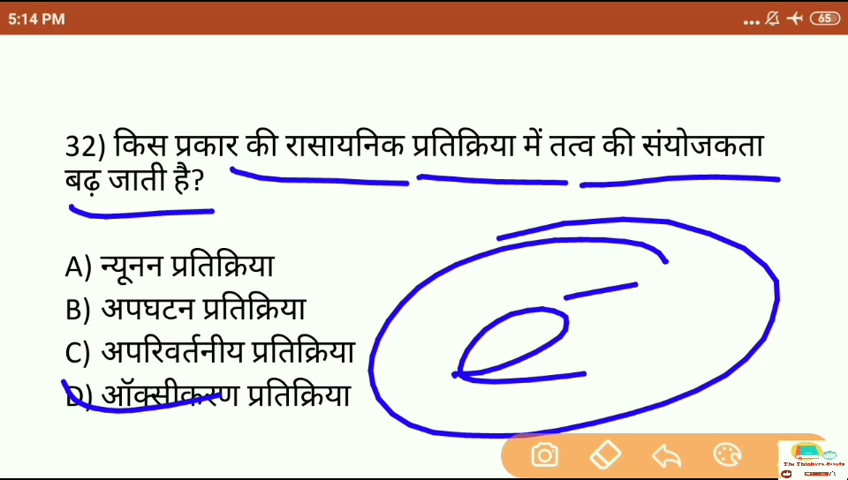 5:14 PM
65
32) किस प्रकार की रासायनिक प्रतिक्रिया में तत्व की संयोजकता
बढ़ जाती है?
A) न्यूनन प्रतिक्रिया
B) अपघटन प्रतिक्रिया
C) अपरिवर्तनीय प्रतिक्रिया
D) ऑक्सीकरण प्रतिक्रिया